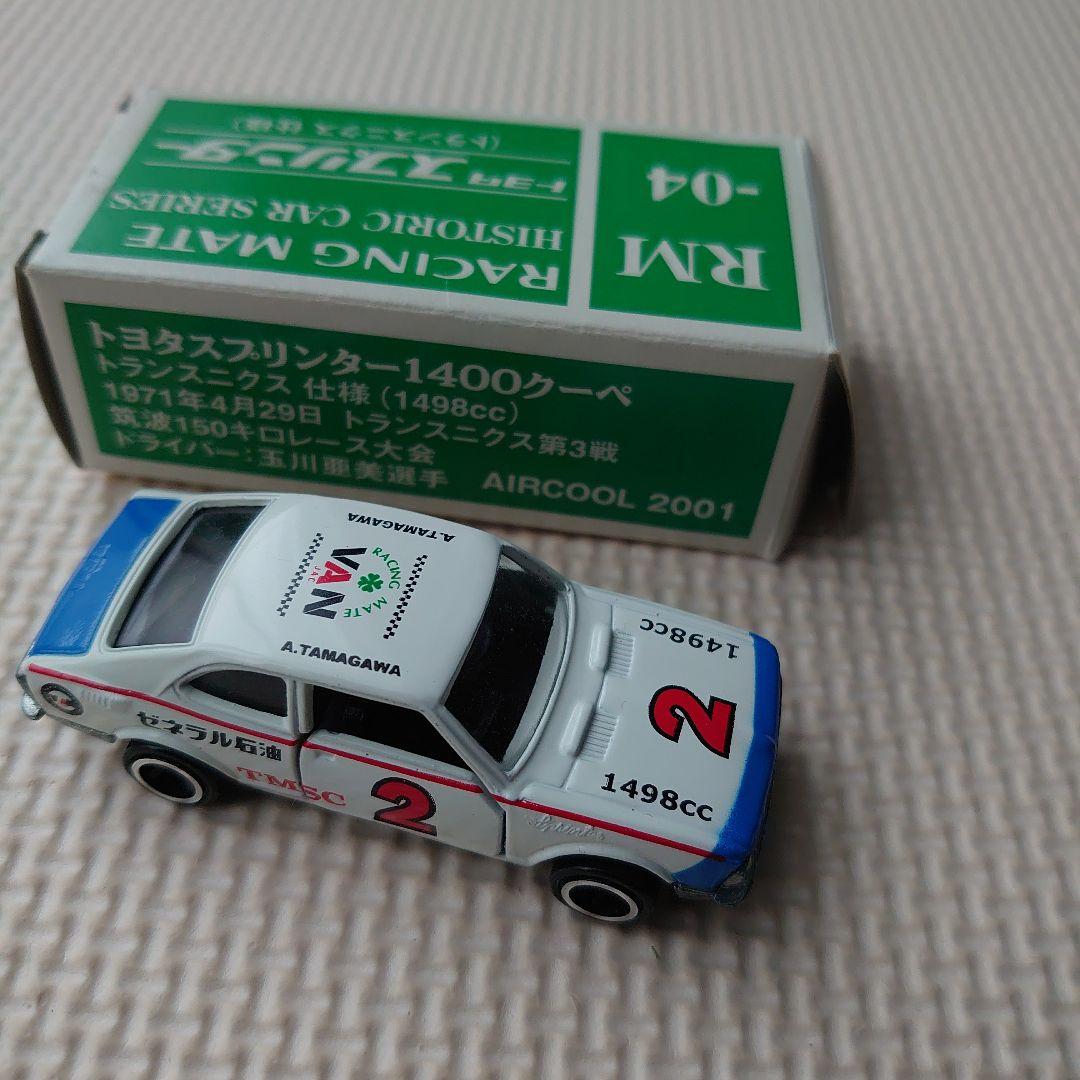 RACING MATE
HISTORIC CAR SERIES
トヨタ スプリンター
(トランスニクス 仕様)
RM
-04
トヨタスプリンター1400クーペ
トランスニクス 仕様 (1498cc)
1971年4月29日 トランスニクス第3戦
筑波150キロレース大会
ドライバー:玉川亜美選手 AIRCOOL 2001
A.TAMAGAWA
RACING MATE
VAN
JAC
A.TAMAGAWA
1498cc
2
1498cc
ゼネラル石油
TMSC
2